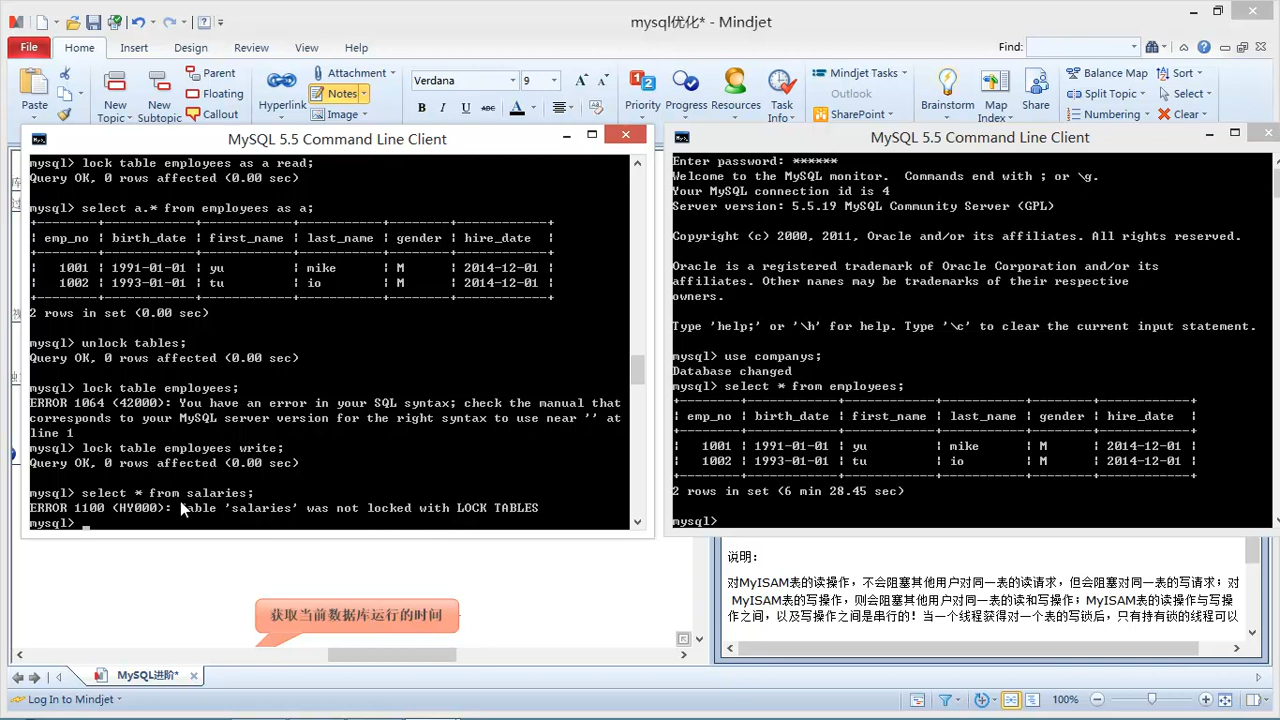 mysql优化* - Mindjet
File Home Insert Design Review View Help Find:
Paste
New Topic
New Subtopic
Parent
Floating
Callout
Hyperlink
Attachment
Notes
Image
Verdana 9
B I U abc A
Priority
Progress
Resources
Task Info
Mindjet Tasks
Outlook
SharePoint
Brainstorm
Map Index
Share
Balance Map
Split Topic
Numbering
Sort
Select
Clear
MySQL 5.5 Command Line Client
mysql> lock table employees as a read;
Query OK, 0 rows affected (0.00 sec)
mysql> select a.* from employees as a;
+--------+------------+------------+-----------+--------+------------+
| emp_no | birth_date | first_name | last_name | gender | hire_date |
+--------+------------+------------+-----------+--------+------------+
| 1001 | 1991-01-01 | yu | mike | M | 2014-12-01 |
| 1002 | 1993-01-01 | tu | io | M | 2014-12-01 |
+--------+------------+------------+-----------+--------+------------+
2 rows in set (0.00 sec)
mysql> unlock tables;
Query OK, 0 rows affected (0.00 sec)
mysql> lock table employees;
ERROR 1064 (42000): You have an error in your SQL syntax; check the manual that
corresponds to your MySQL server version for the right syntax to use near '' at
line 1
mysql> lock table employees write;
Query OK, 0 rows affected (0.00 sec)
mysql> select * from salaries;
ERROR 1100 (HY000): Table 'salaries' was not locked with LOCK TABLES
mysql>
MySQL 5.5 Command Line Client
Enter password: ******
Welcome to the MySQL monitor. Commands end with ; or \g.
Your MySQL connection id is 4
Server version: 5.5.19 MySQL Community Server (GPL)
Copyright (c) 2000, 2011, Oracle and/or its affiliates. All rights reserved.
Oracle is a registered trademark of Oracle Corporation and/or its
affiliates. Other names may be trademarks of their respective
owners.
Type 'help;' or '\h' for help. Type '\c' to clear the current input statement.
mysql> use companys;
Database changed
mysql> select * from employees;
+--------+------------+------------+-----------+--------+------------+
| emp_no | birth_date | first_name | last_name | gender | hire_date |
+--------+------------+------------+-----------+--------+------------+
| 1001 | 1991-01-01 | yu | mike | M | 2014-12-01 |
| 1002 | 1993-01-01 | tu | io | M | 2014-12-01 |
+--------+------------+------------+-----------+--------+------------+
2 rows in set (6 min 28.45 sec)
mysql>
说明：
对MyISAM表的读操作，不会阻塞其他用户对同一表的读请求，但会阻塞对同一表的写请求；对
MyISAM表的写操作，则会阻塞其他用户对同一表的读和写操作；MyISAM表的读操作与写操
作之间，以及写操作之间是串行的！当一个线程获得对一个表的写锁后，只有持有锁的线程可以
获取当前数据库运行的时间
MySQL进阶*
Log In to Mindjet
100%